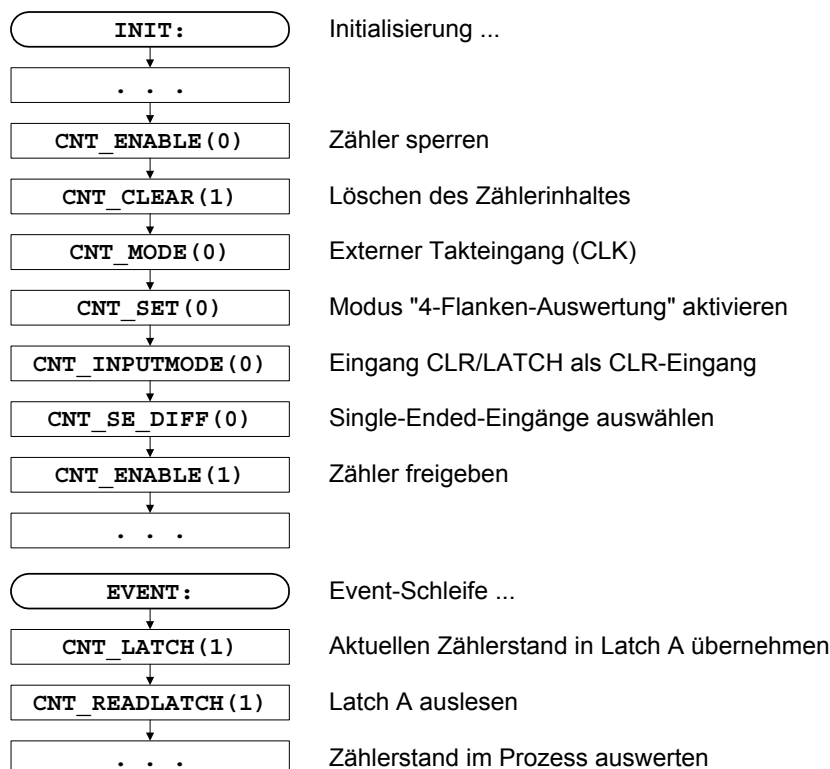 INIT: Initialisierung ...
. . .
CNT_ENABLE(0) Zähler sperren
CNT_CLEAR(1) Löschen des Zählerinhaltes
CNT_MODE(0) Externer Takteingang (CLK)
CNT_SET(0) Modus "4-Flanken-Auswertung" aktivieren
CNT_INPUTMODE(0) Eingang CLR/LATCH als CLR-Eingang
CNT_SE_DIFF(0) Single-Ended-Eingänge auswählen
CNT_ENABLE(1) Zähler freigeben
. . .
EVENT: Event-Schleife ...
CNT_LATCH(1) Aktuellen Zählerstand in Latch A übernehmen
CNT_READLATCH(1) Latch A auslesen
. . . Zählerstand im Prozess auswerten